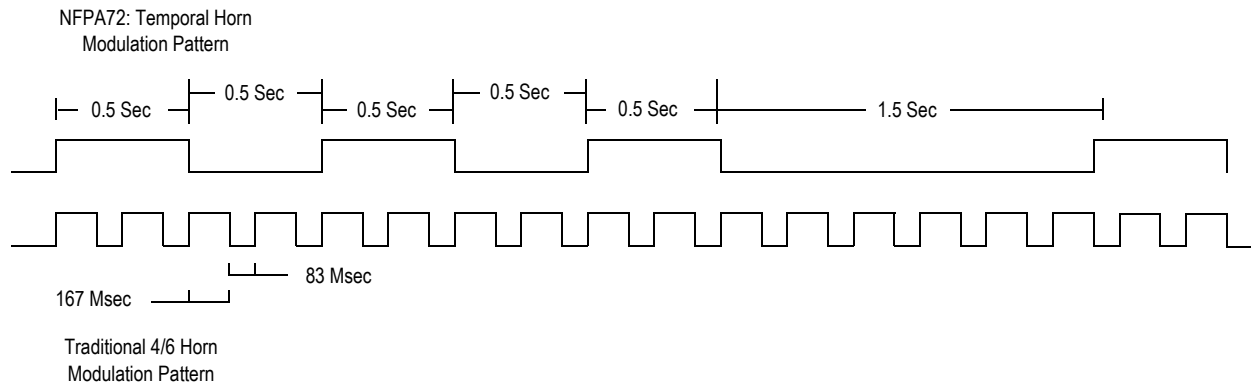 NFPA72: Temporal Horn
Modulation Pattern
0.5 Sec
0.5 Sec
0.5 Sec
0.5 Sec
0.5 Sec
1.5 Sec
83 Msec
167 Msec
Traditional 4/6 Horn
Modulation Pattern